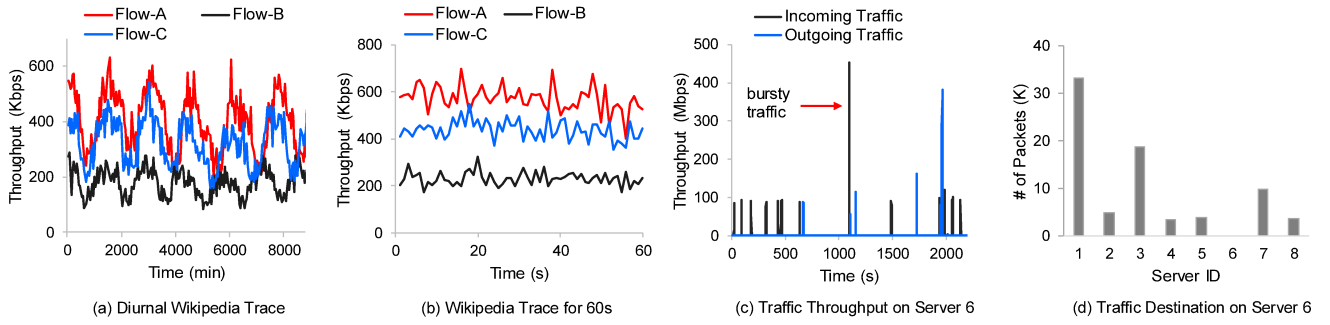 Flow-A Flow-B
Flow-C
Throughput (Kbps)
600
400
200
0
0 2000 4000 6000 8000
Time (min)
(a) Diurnal Wikipedia Trace
Flow-A Flow-B
Flow-C
Throughput (Kbps)
800
600
400
200
0
0 20 40 60
Time (s)
(b) Wikipedia Trace for 60s
Incoming Traffic
Outgoing Traffic
Throughput (Mbps)
500
400
300
200
100
0
bursty
traffic
0 500 1000 1500 2000
Time (s)
(c) Traffic Throughput on Server 6
# of Packets (K)
40
30
20
10
0
1 2 3 4 5 6 7 8
Server ID
(d) Traffic Destination on Server 6